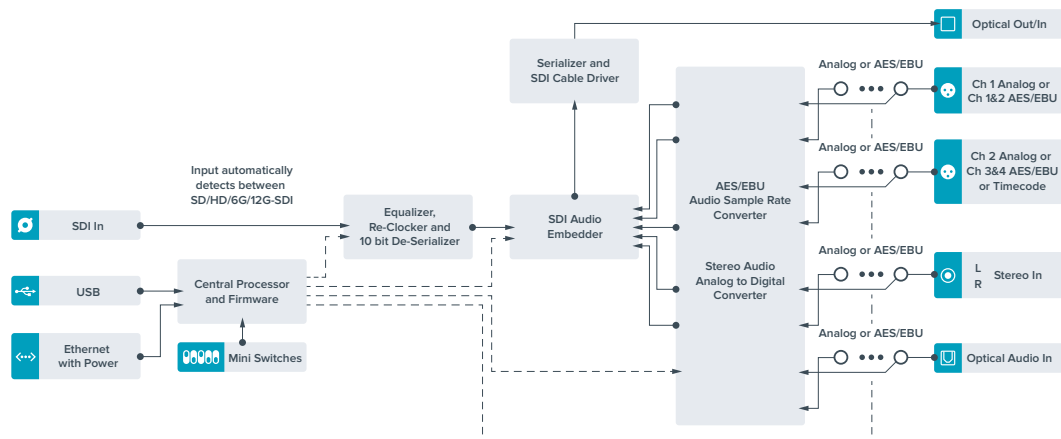 Optical Out/In
Serializer and
SDI Cable Driver
Analog or AES/EBU
Ch 1 Analog or
Ch 1&2 AES/EBU
Analog or AES/EBU
Ch 2 Analog or
Ch 3&4 AES/EBU
or Timecode
Input automatically
detects between
SD/HD/6G/12G-SDI
AES/EBU
Audio Sample Rate
Converter
SDI In
Equalizer,
Re-Clocker and
10 bit De-Serializer
SDI Audio
Embedder
Stereo Audio
Analog to Digital
Converter
Analog or AES/EBU
L
R
Stereo In
USB
Central Processor
and Firmware
Ethernet
with Power
Mini Switches
Analog or AES/EBU
Optical Audio In